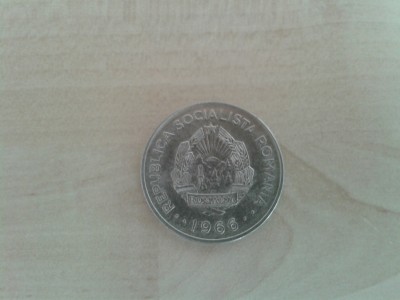 REPUBLICA SOCIALISTA ROMANIA
1966